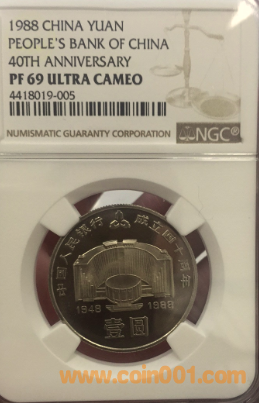 1988 CHINA YUAN
PEOPLE'S BANK OF CHINA
40TH ANNIVERSARY
PF 69 ULTRA CAMEO
4418019-005
NUMISMATIC GUARANTY CORPORATION
NGC®
中国人民银行 成立四十周年
1948 1988
壹圆
www.coin001.com